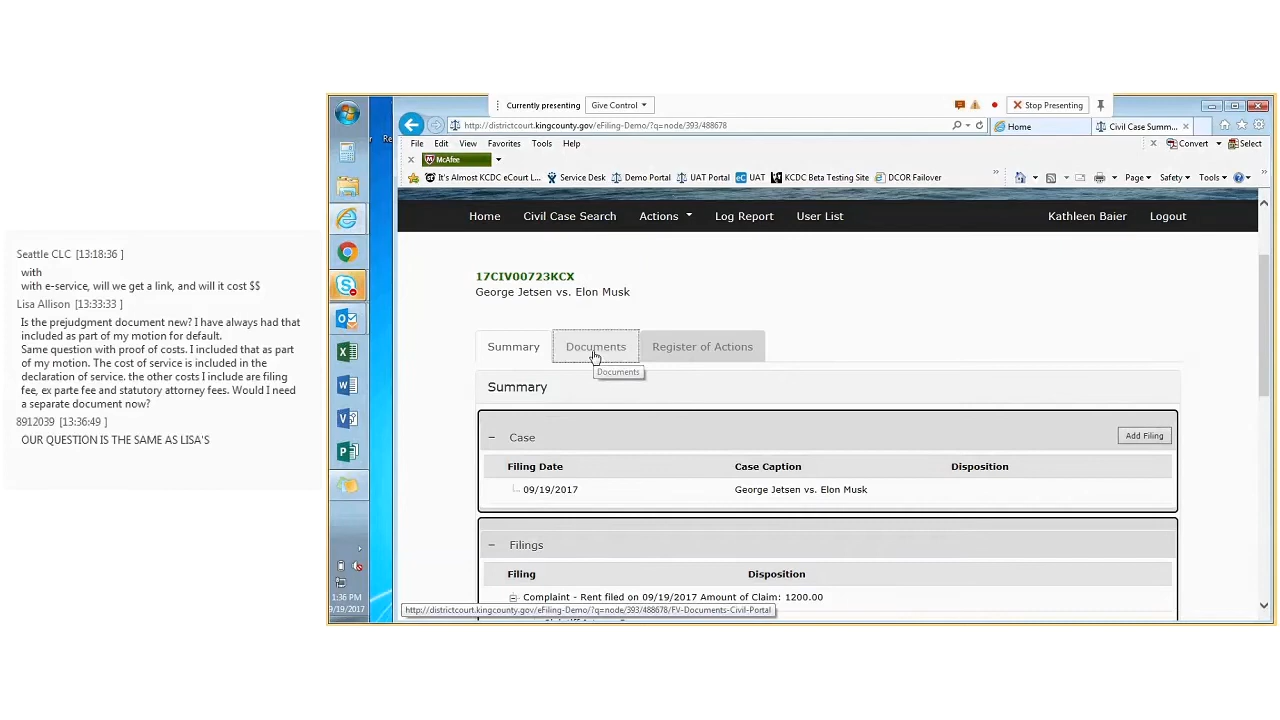 Seattle CLC [13:18:36 ]
with
with e-service, will we get a link, and will it cost $$
Lisa Allison [13:33:33 ]
Is the prejudgment document new? I have always had that
included as part of my motion for default.
Same question with proof of costs. I included that as part
of my motion. The cost of service is included in the
declaration of service. the other costs I include are filing
fee, ex parte fee and statutory attorney fees. Would I need
a separate document now?
8912039 [13:36:49 ]
OUR QUESTION IS THE SAME AS LISA'S
Currently presenting Give Control Stop Presenting
http://districtcourt.kingcounty.gov/eFiling-Demo/?q=node/393/488678 Home Civil Case Summ...
File Edit View Favorites Tools Help Convert Select
McAfee
It's Almost KCDC eCourt L... Service Desk Demo Portal UAT Portal eC UAT KCDC Beta Testing Site DCOR Failover Page Safety Tools
Home Civil Case Search Actions Log Report User List Kathleen Baier Logout
17CIV00723KCX
George Jetsen vs. Elon Musk
Summary Documents Register of Actions
Documents
Summary
Case Add Filing
Filing Date Case Caption Disposition
09/19/2017 George Jetsen vs. Elon Musk
Filings
Filing Disposition
Complaint - Rent filed on 09/19/2017 Amount of Claim: 1200.00
http://districtcourt.kingcounty.gov/eFiling-Demo/?q=node/393/488678/FV-Documents-Civil-Portal
1:36 PM
9/19/2017